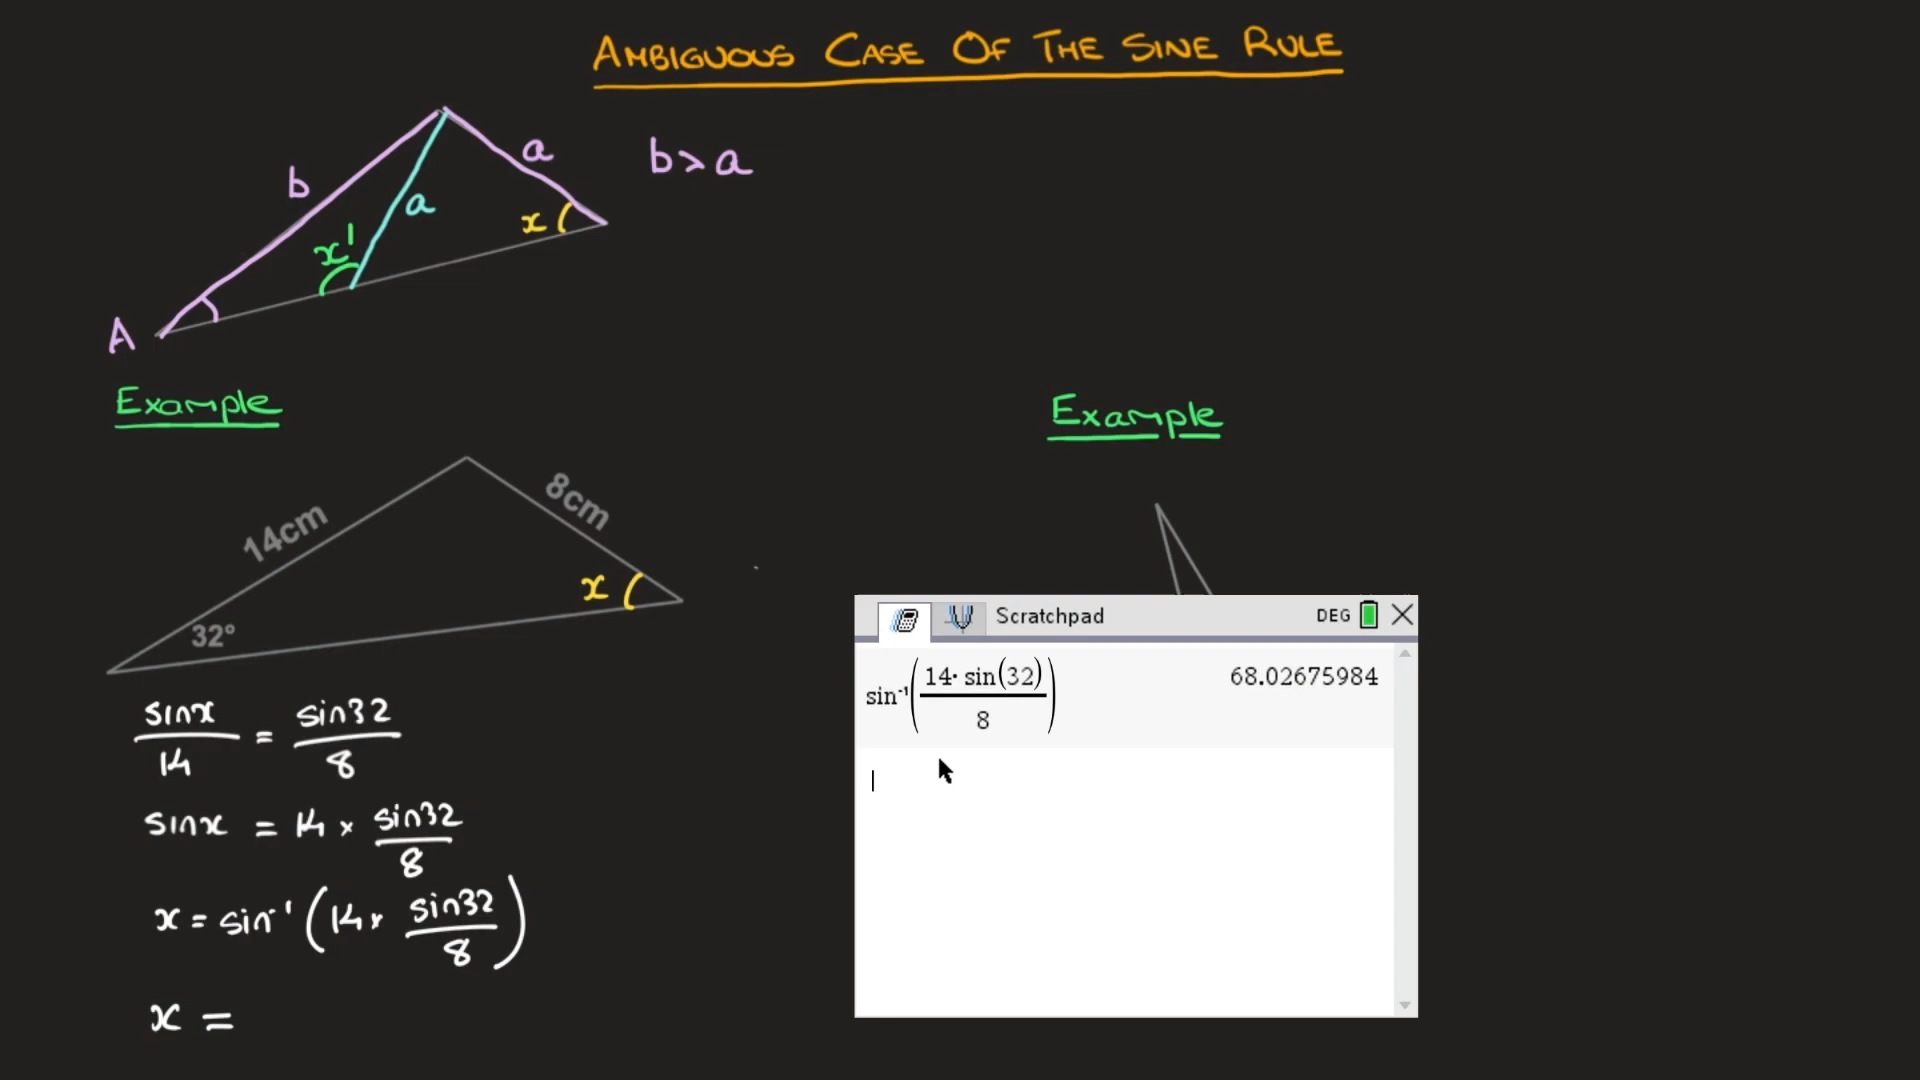 AMBIGUOUS CASE OF THE SINE RULE
b a b > a
a x
x'
A
Example
Example
14cm 8cm
x
32°
Scratchpad DEG
sin⁻¹(14·sin(32)/8) 68.02675984
sinx/14 = sin32/8
sinx = 14 × sin32/8
x = sin⁻¹(14 × sin32/8)
x =